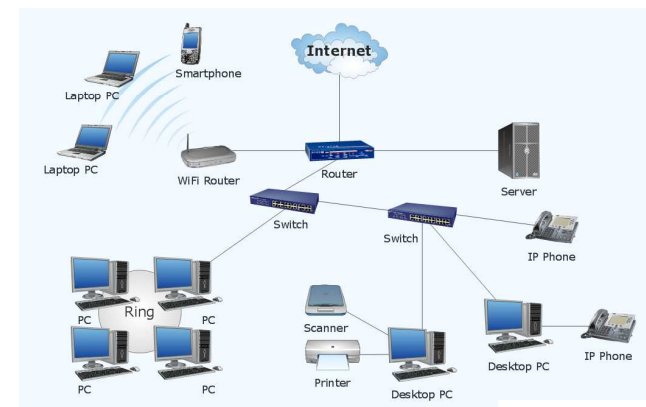 Internet
Smartphone
Laptop PC
Laptop PC
WiFi Router
Router
Server
Switch
Switch
IP Phone
PC
PC
Ring
PC
PC
Scanner
Printer
Desktop PC
Desktop PC
IP Phone